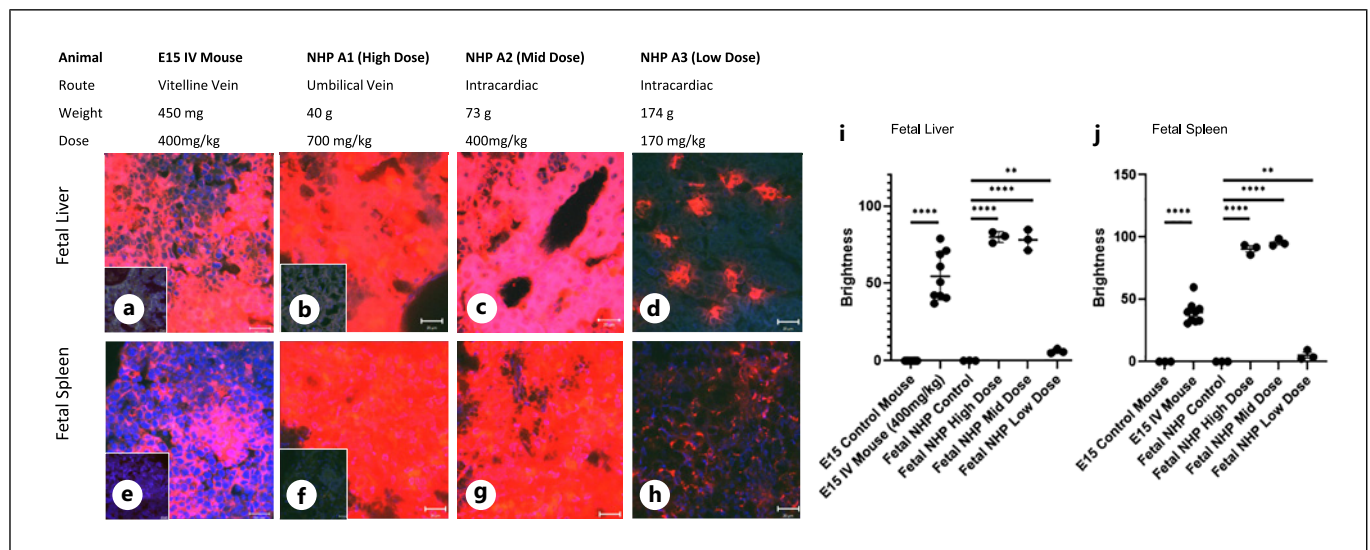 Animal E15 IV Mouse NHP A1 (High Dose) NHP A2 (Mid Dose) NHP A3 (Low Dose)
Route Vitelline Vein Umbilical Vein Intracardiac Intracardiac
Weight 450 mg 40 g 73 g 174 g
Dose 400mg/kg 700 mg/kg 400mg/kg 170 mg/kg
Fetal Liver
a
b
c
d
Fetal Spleen
e
f
g
h
i Fetal Liver
**
****
****
****
Brightness
100
50
0
E15 Control Mouse
E15 IV Mouse (400mg/kg)
Fetal NHP Control
Fetal NHP High Dose
Fetal NHP Mid Dose
Fetal NHP Low Dose
j Fetal Spleen
**
****
****
****
Brightness
150
100
50
0
E15 Control Mouse
E15 IV Mouse
Fetal NHP Control
Fetal NHP High Dose
Fetal NHP Mid Dose
Fetal NHP Low Dose